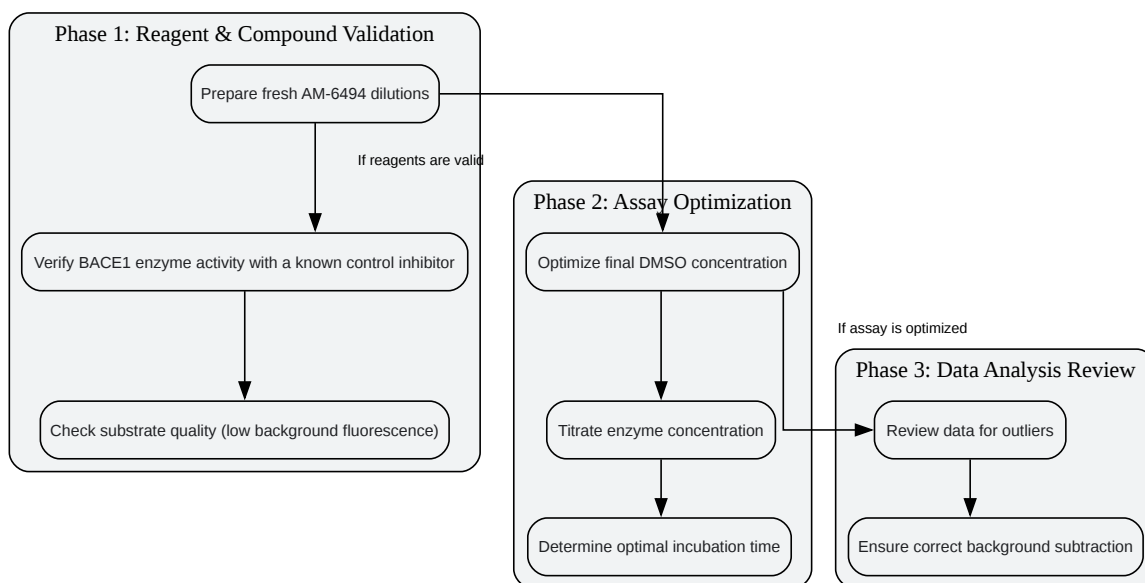 Phase 1: Reagent & Compound Validation
Prepare fresh AM-6494 dilutions
If reagents are valid
Verify BACE1 enzyme activity with a known control inhibitor
Check substrate quality (low background fluorescence)
Phase 2: Assay Optimization
Optimize final DMSO concentration
If assay is optimized
Titrate enzyme concentration
Determine optimal incubation time
Phase 3: Data Analysis Review
Review data for outliers
Ensure correct background subtraction